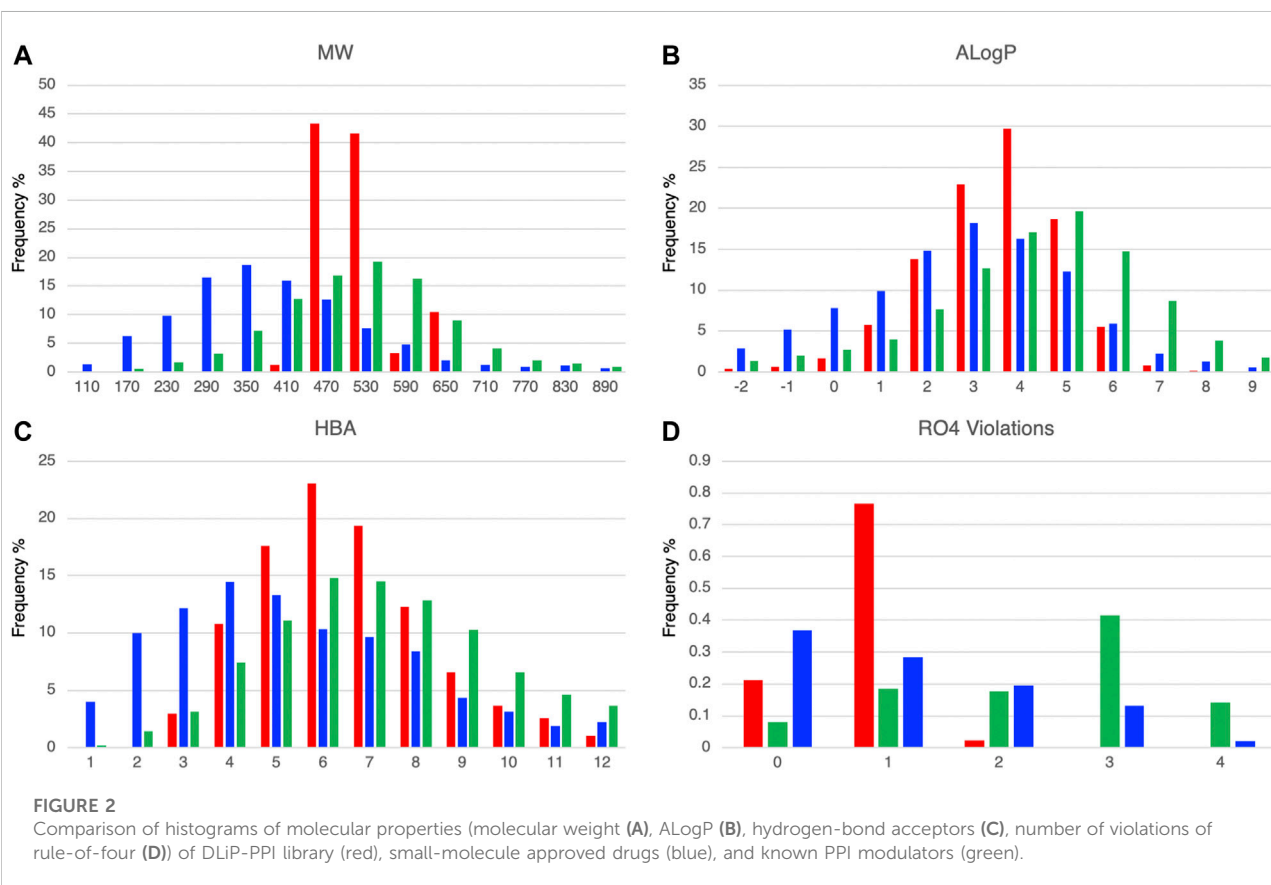 A
MW
Frequency %
50
45
40
35
30
25
20
15
10
5
0
110 170 230 290 350 410 470 530 590 650 710 770 830 890
B
ALogP
Frequency %
35
30
25
20
15
10
5
0
-2 -1 0 1 2 3 4 5 6 7 8 9
C
HBA
Frequency %
25
20
15
10
5
0
1 2 3 4 5 6 7 8 9 10 11 12
D
RO4 Violations
Frequency %
0.9
0.8
0.7
0.6
0.5
0.4
0.3
0.2
0.1
0
0 1 2 3 4
FIGURE 2
Comparison of histograms of molecular properties (molecular weight (A), ALogP (B), hydrogen-bond acceptors (C), number of violations of
rule-of-four (D)) of DLiP-PPI library (red), small-molecule approved drugs (blue), and known PPI modulators (green).